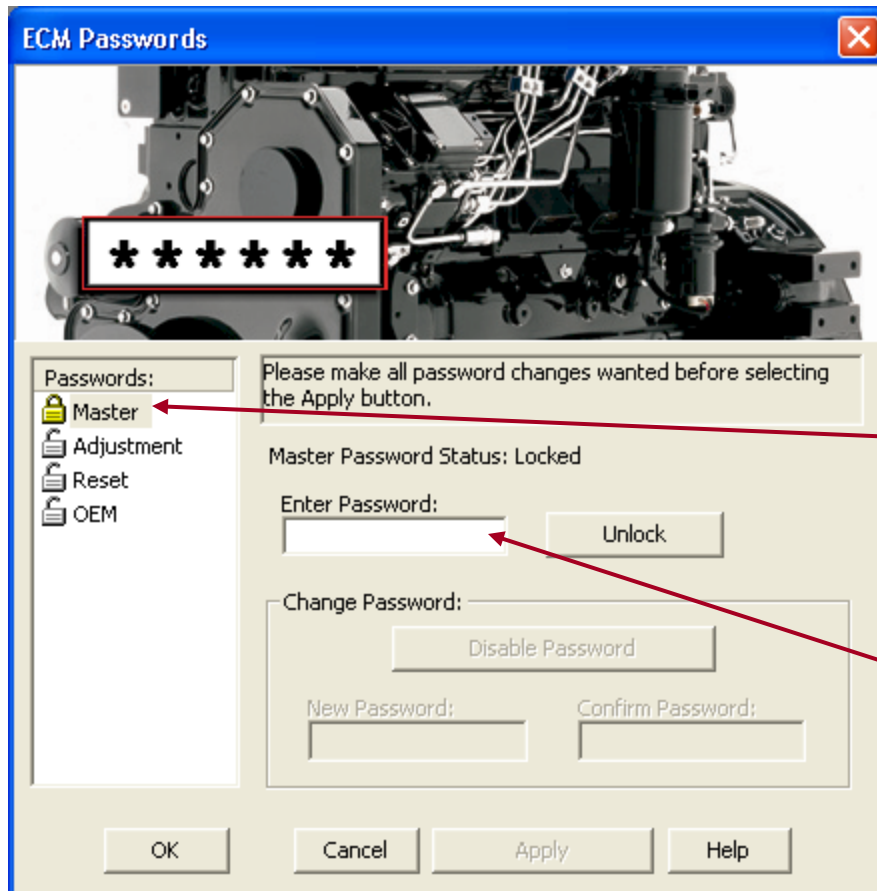 ECM Passwords
******
Passwords:
Master
Adjustment
Reset
OEM
Please make all password changes wanted before selecting
the Apply button.
Master Password Status: Locked
Enter Password:
Unlock
Change Password:
Disable Password
New Password: Confirm Password:
OK Cancel Apply Help